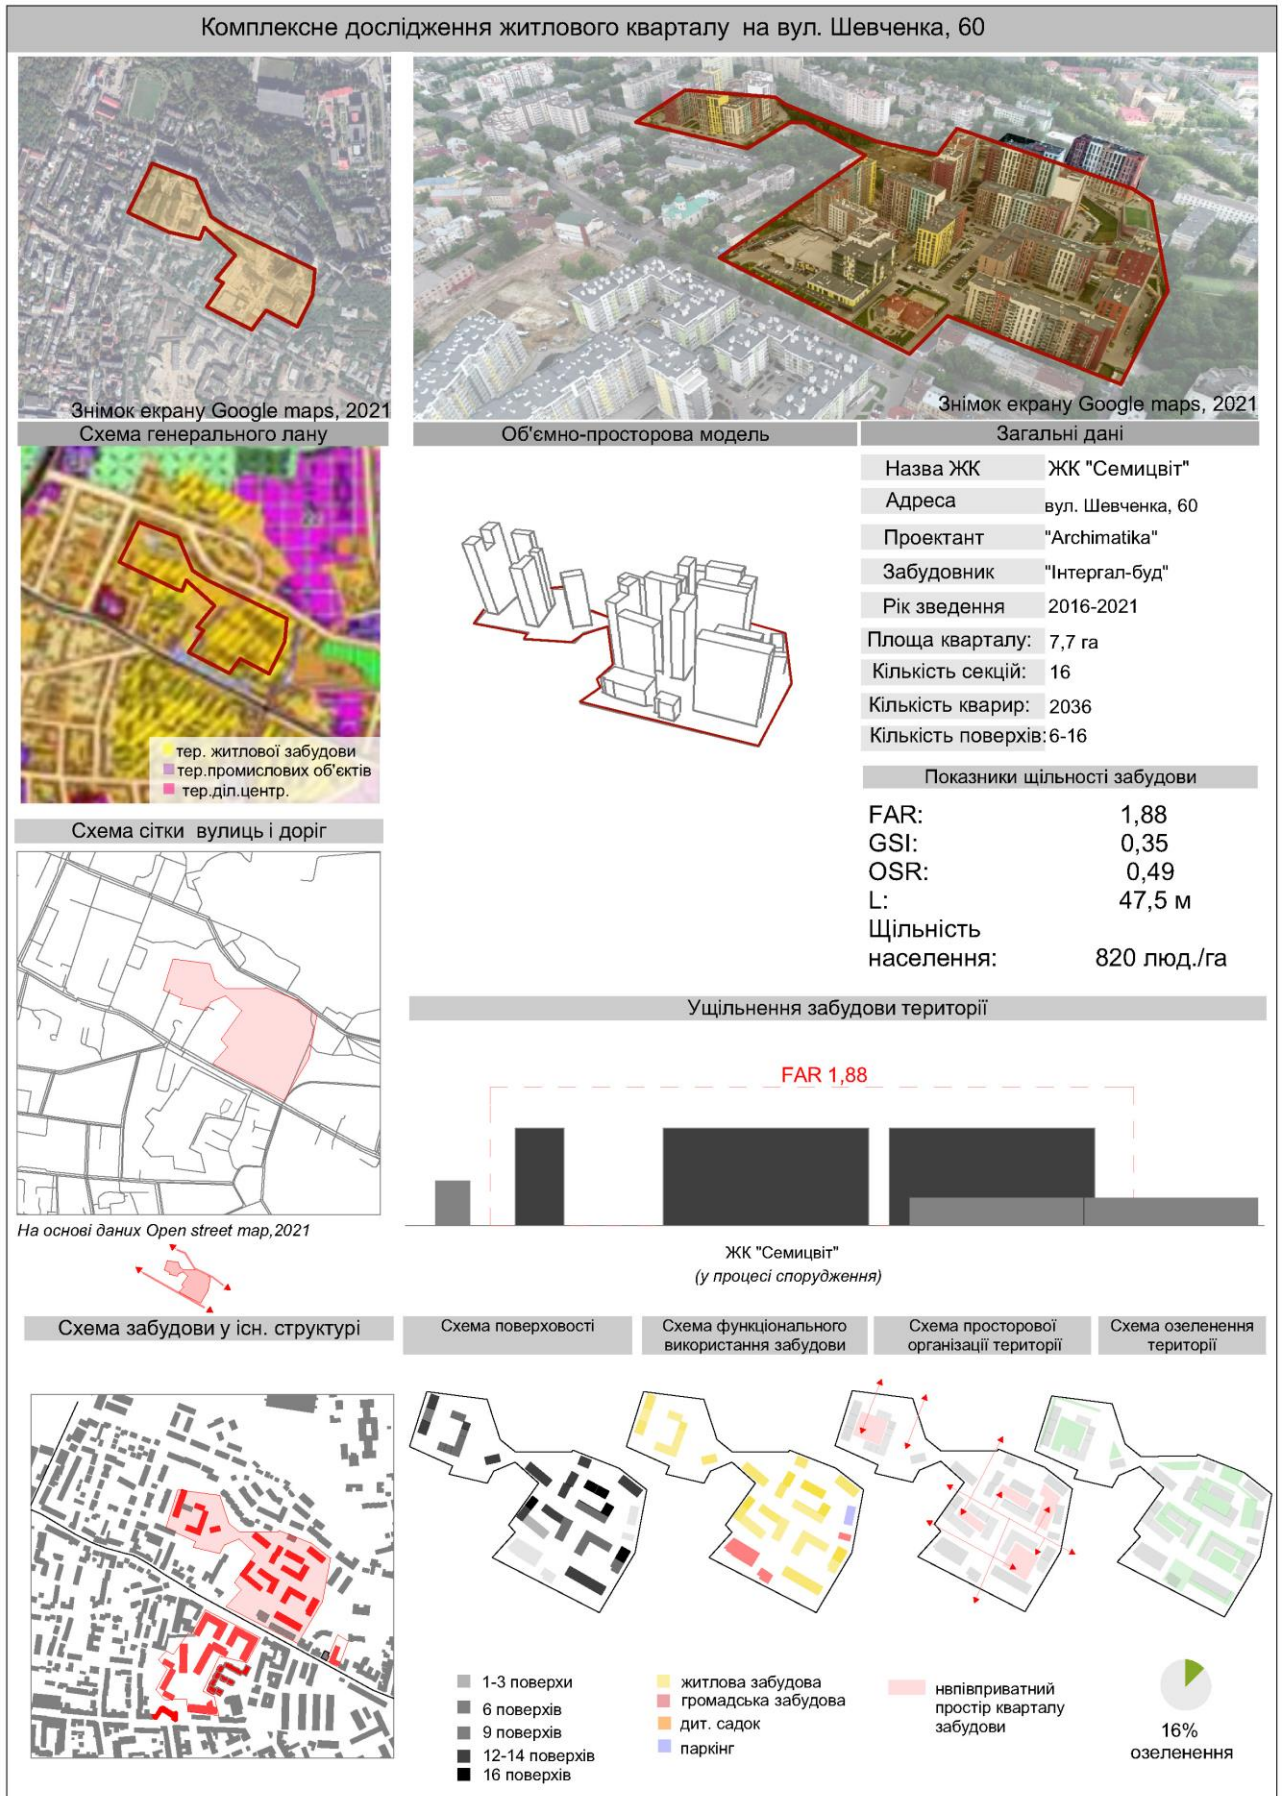 Комплексне дослідження житлового кварталу на вул. Шевченка, 60
Знімок екрану Google maps, 2021
Знімок екрану Google maps, 2021
Схема генерального лану
тер. житлової забудови
тер.промислових об'єктів
тер.діл.центр.
Об'ємно-просторова модель
Загальні дані
Назва ЖК ЖК "Семицвіт"
Адреса вул. Шевченка, 60
Проектант "Archimatika"
Забудовник "Інтергал-буд"
Рік зведення 2016-2021
Площа кварталу: 7,7 га
Кількість секцій: 16
Кількість кварир: 2036
Кількість поверхів: 6-16
Показники щільності забудови
FAR: 1,88
GSI: 0,35
OSR: 0,49
L: 47,5 м
Щільність
населення: 820 люд./га
Схема сітки вулиць і доріг
На основі даних Open street map,2021
Ущільнення забудови території
FAR 1,88
ЖК "Семицвіт"
(у процесі спорудження)
Схема забудови у існ. структурі
Схема поверховості
1-3 поверхи
6 поверхів
9 поверхів
12-14 поверхів
16 поверхів
Схема функціонального
використання забудови
житлова забудова
громадська забудова
дит. садок
паркінг
Схема просторової
організації території
нвпівприватний
простір кварталу
забудови
Схема озеленення
території
16%
озеленення